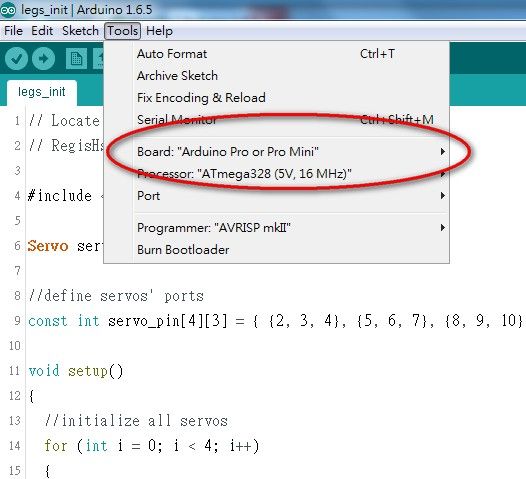 legs_init | Arduino 1.6.5
File Edit Sketch Tools Help
legs_init
Auto Format Ctrl+T
Archive Sketch
Fix Encoding & Reload
Serial Monitor Ctrl+Shift+M
Board: "Arduino Pro or Pro Mini"
Processor: "ATmega328 (5V, 16 MHz)"
Port
Programmer: "AVRISP mkII"
Burn Bootloader
1 // Locate
2 // RegisHs
3
4 #include <
5
6 Servo serv
7
8 //define servos' ports
9 const int servo_pin[4][3] = { {2, 3, 4}, {5, 6, 7}, {8, 9, 10}
10
11 void setup()
12 {
13 //initialize all servos
14 for (int i = 0; i < 4; i++)
15 {